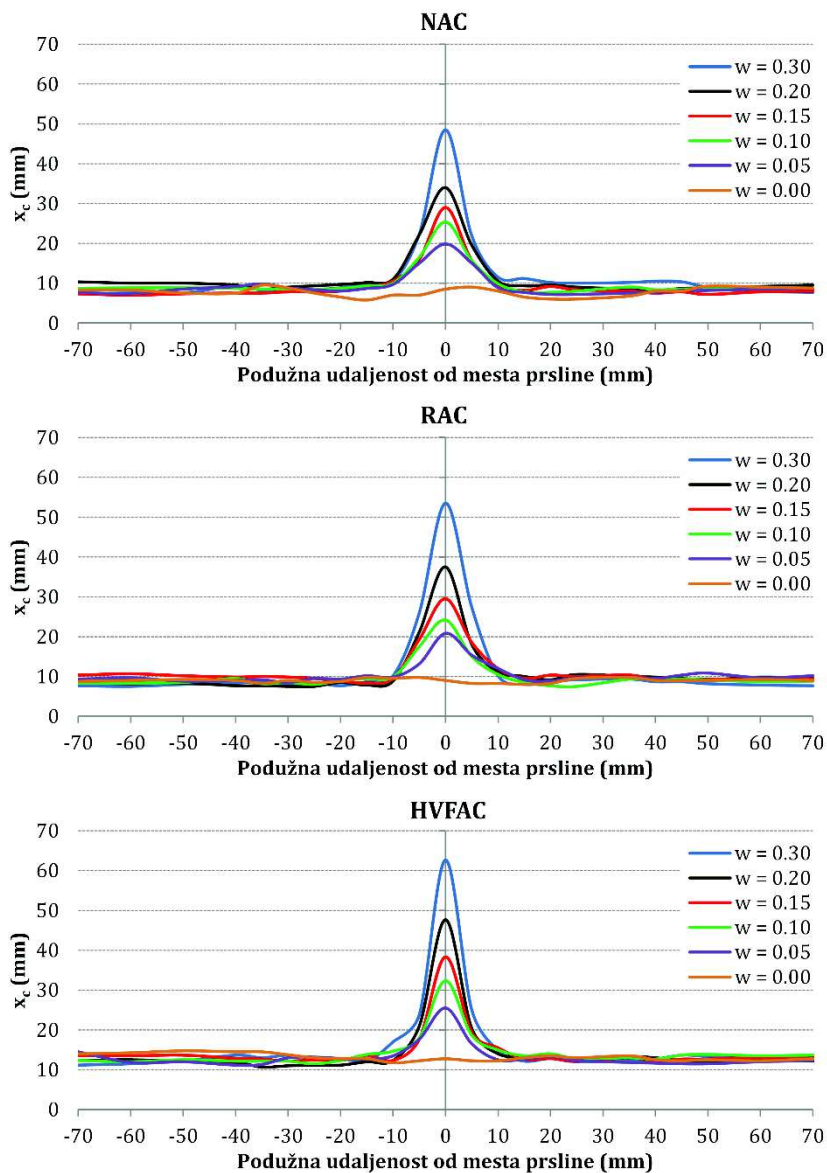 NAC
70
60
50
40
30
20
10
0
x_c (mm)
w = 0.30
w = 0.20
w = 0.15
w = 0.10
w = 0.05
w = 0.00
-70 -60 -50 -40 -30 -20 -10 0 10 20 30 40 50 60 70
Podužna udaljenost od mesta prsline (mm)
RAC
70
60
50
40
30
20
10
0
x_c (mm)
w = 0.30
w = 0.20
w = 0.15
w = 0.10
w = 0.05
w = 0.00
-70 -60 -50 -40 -30 -20 -10 0 10 20 30 40 50 60 70
Podužna udaljenost od mesta prsline (mm)
HVFAC
70
60
50
40
30
20
10
0
x_c (mm)
w = 0.30
w = 0.20
w = 0.15
w = 0.10
w = 0.05
w = 0.00
-70 -60 -50 -40 -30 -20 -10 0 10 20 30 40 50 60 70
Podužna udaljenost od mesta prsline (mm)